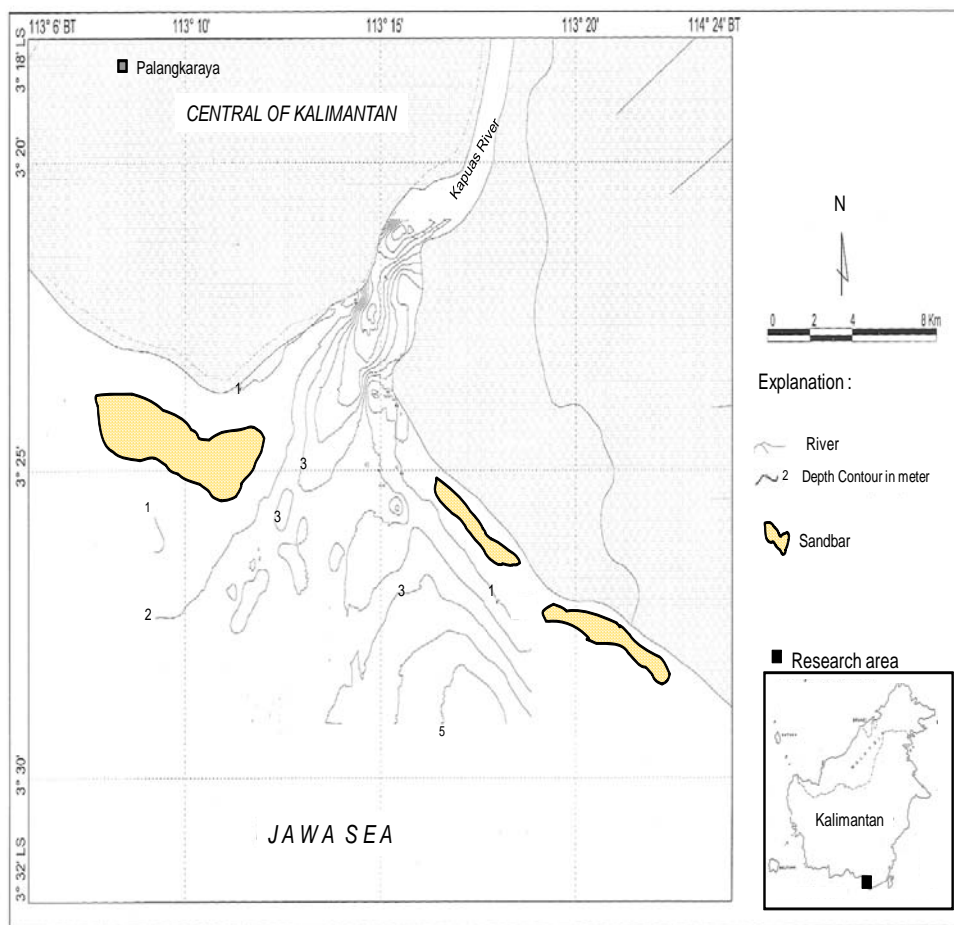 113° 6' BT 113° 10' 113° 15' 113° 20' 114° 24' BT
3° 18' LS
3° 20'
3° 25'
3° 30'
3° 32' LS
Palangkaraya
CENTRAL OF KALIMANTAN
Kapuas River
1
3
3
1
2
3
1
5
JAWA SEA
N
0 2 4 8 Km
Explanation :
River
2 Depth Contour in meter
Sandbar
Research area
Kalimantan